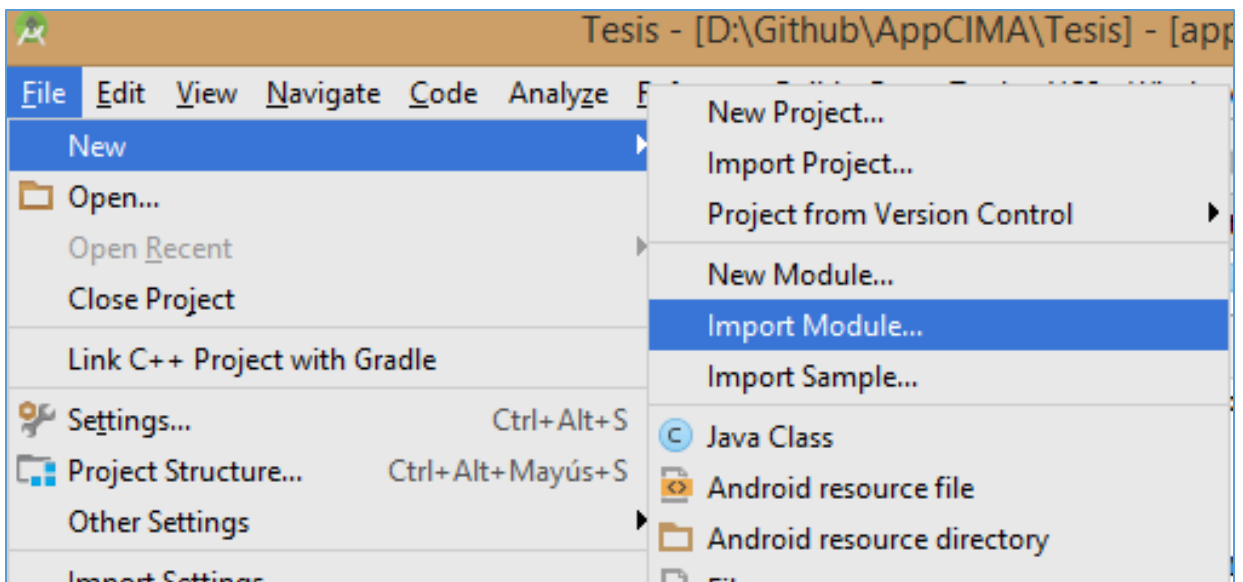 Tesis - [D:\Github\AppCIMA\Tesis] - [app
File Edit View Navigate Code Analyze
New
Open...
Open Recent
Close Project
Link C++ Project with Gradle
Settings... Ctrl+Alt+S
Project Structure... Ctrl+Alt+Mayús+S
Other Settings
Import Settings
New Project...
Import Project...
Project from Version Control
New Module...
Import Module...
Import Sample...
Java Class
Android resource file
Android resource directory